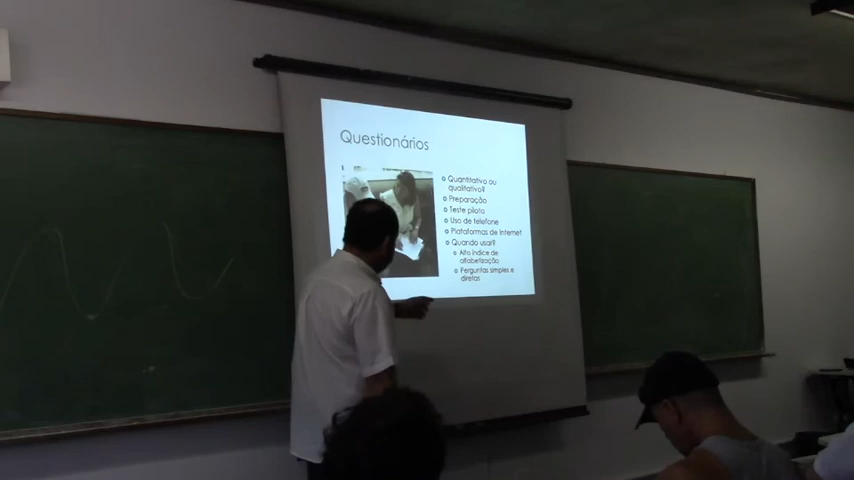 Questionários
Quantitativo ou
qualitativo?
Preparação
Teste pilota
Uso de telefone
Plataformas de Internet
Quando usar?
Alto índice de
alfabetização
Perguntas simples e
diretas